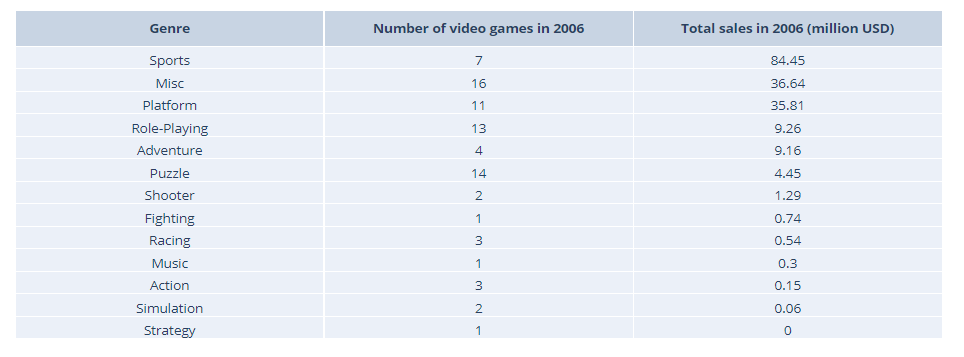 Genre Number of video games in 2006 Total sales in 2006 (million USD)
Sports 7 84.45
Misc 16 36.64
Platform 11 35.81
Role-Playing 13 9.26
Adventure 4 9.16
Puzzle 14 4.45
Shooter 2 1.29
Fighting 1 0.74
Racing 3 0.54
Music 1 0.3
Action 3 0.15
Simulation 2 0.06
Strategy 1 0